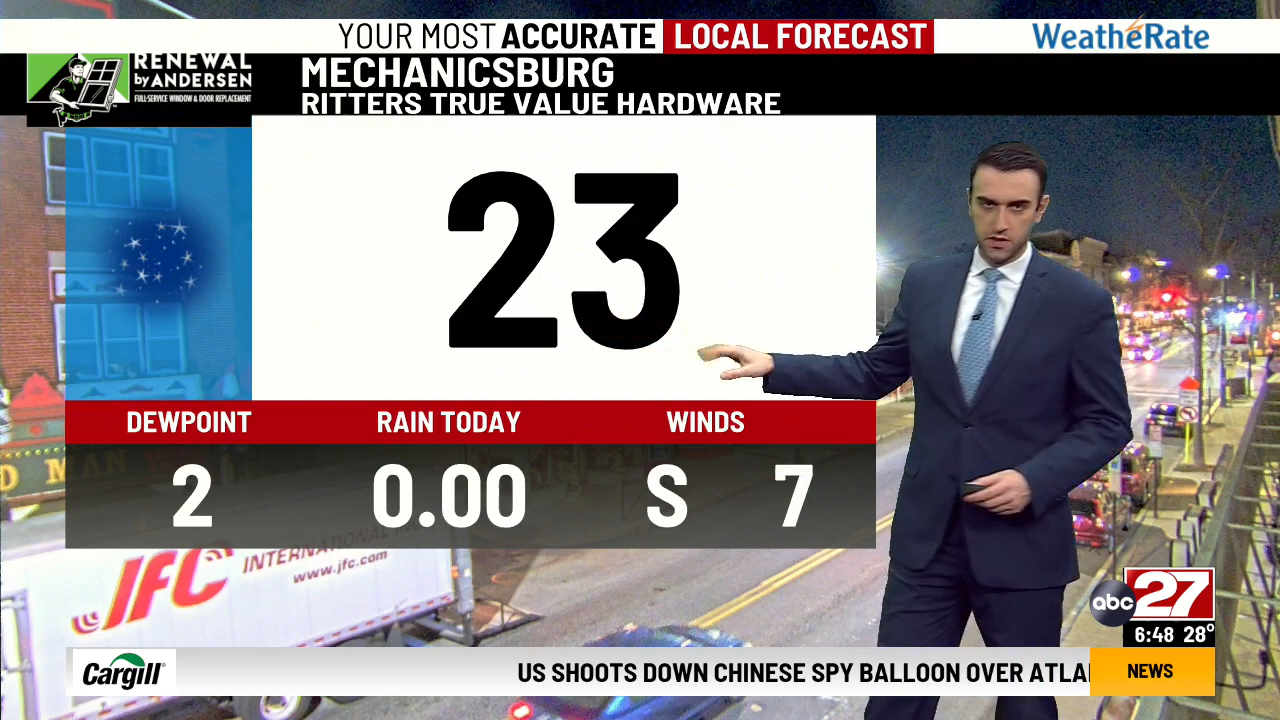 YOUR MOST ACCURATE LOCAL FORECAST
WeatheRate
RENEWAL
by ANDERSEN
FULL-SERVICE WINDOW & DOOR REPLACEMENT
MECHANICSBURG
RITTERS TRUE VALUE HARDWARE
23
DEWPOINT RAIN TODAY WINDS
2 0.00 S 7
D MAN
JFC INTERNATIONAL
www.jfc.com
abc 27
6:48 28°
Cargill
US SHOOTS DOWN CHINESE SPY BALLOON OVER ATLA
NEWS